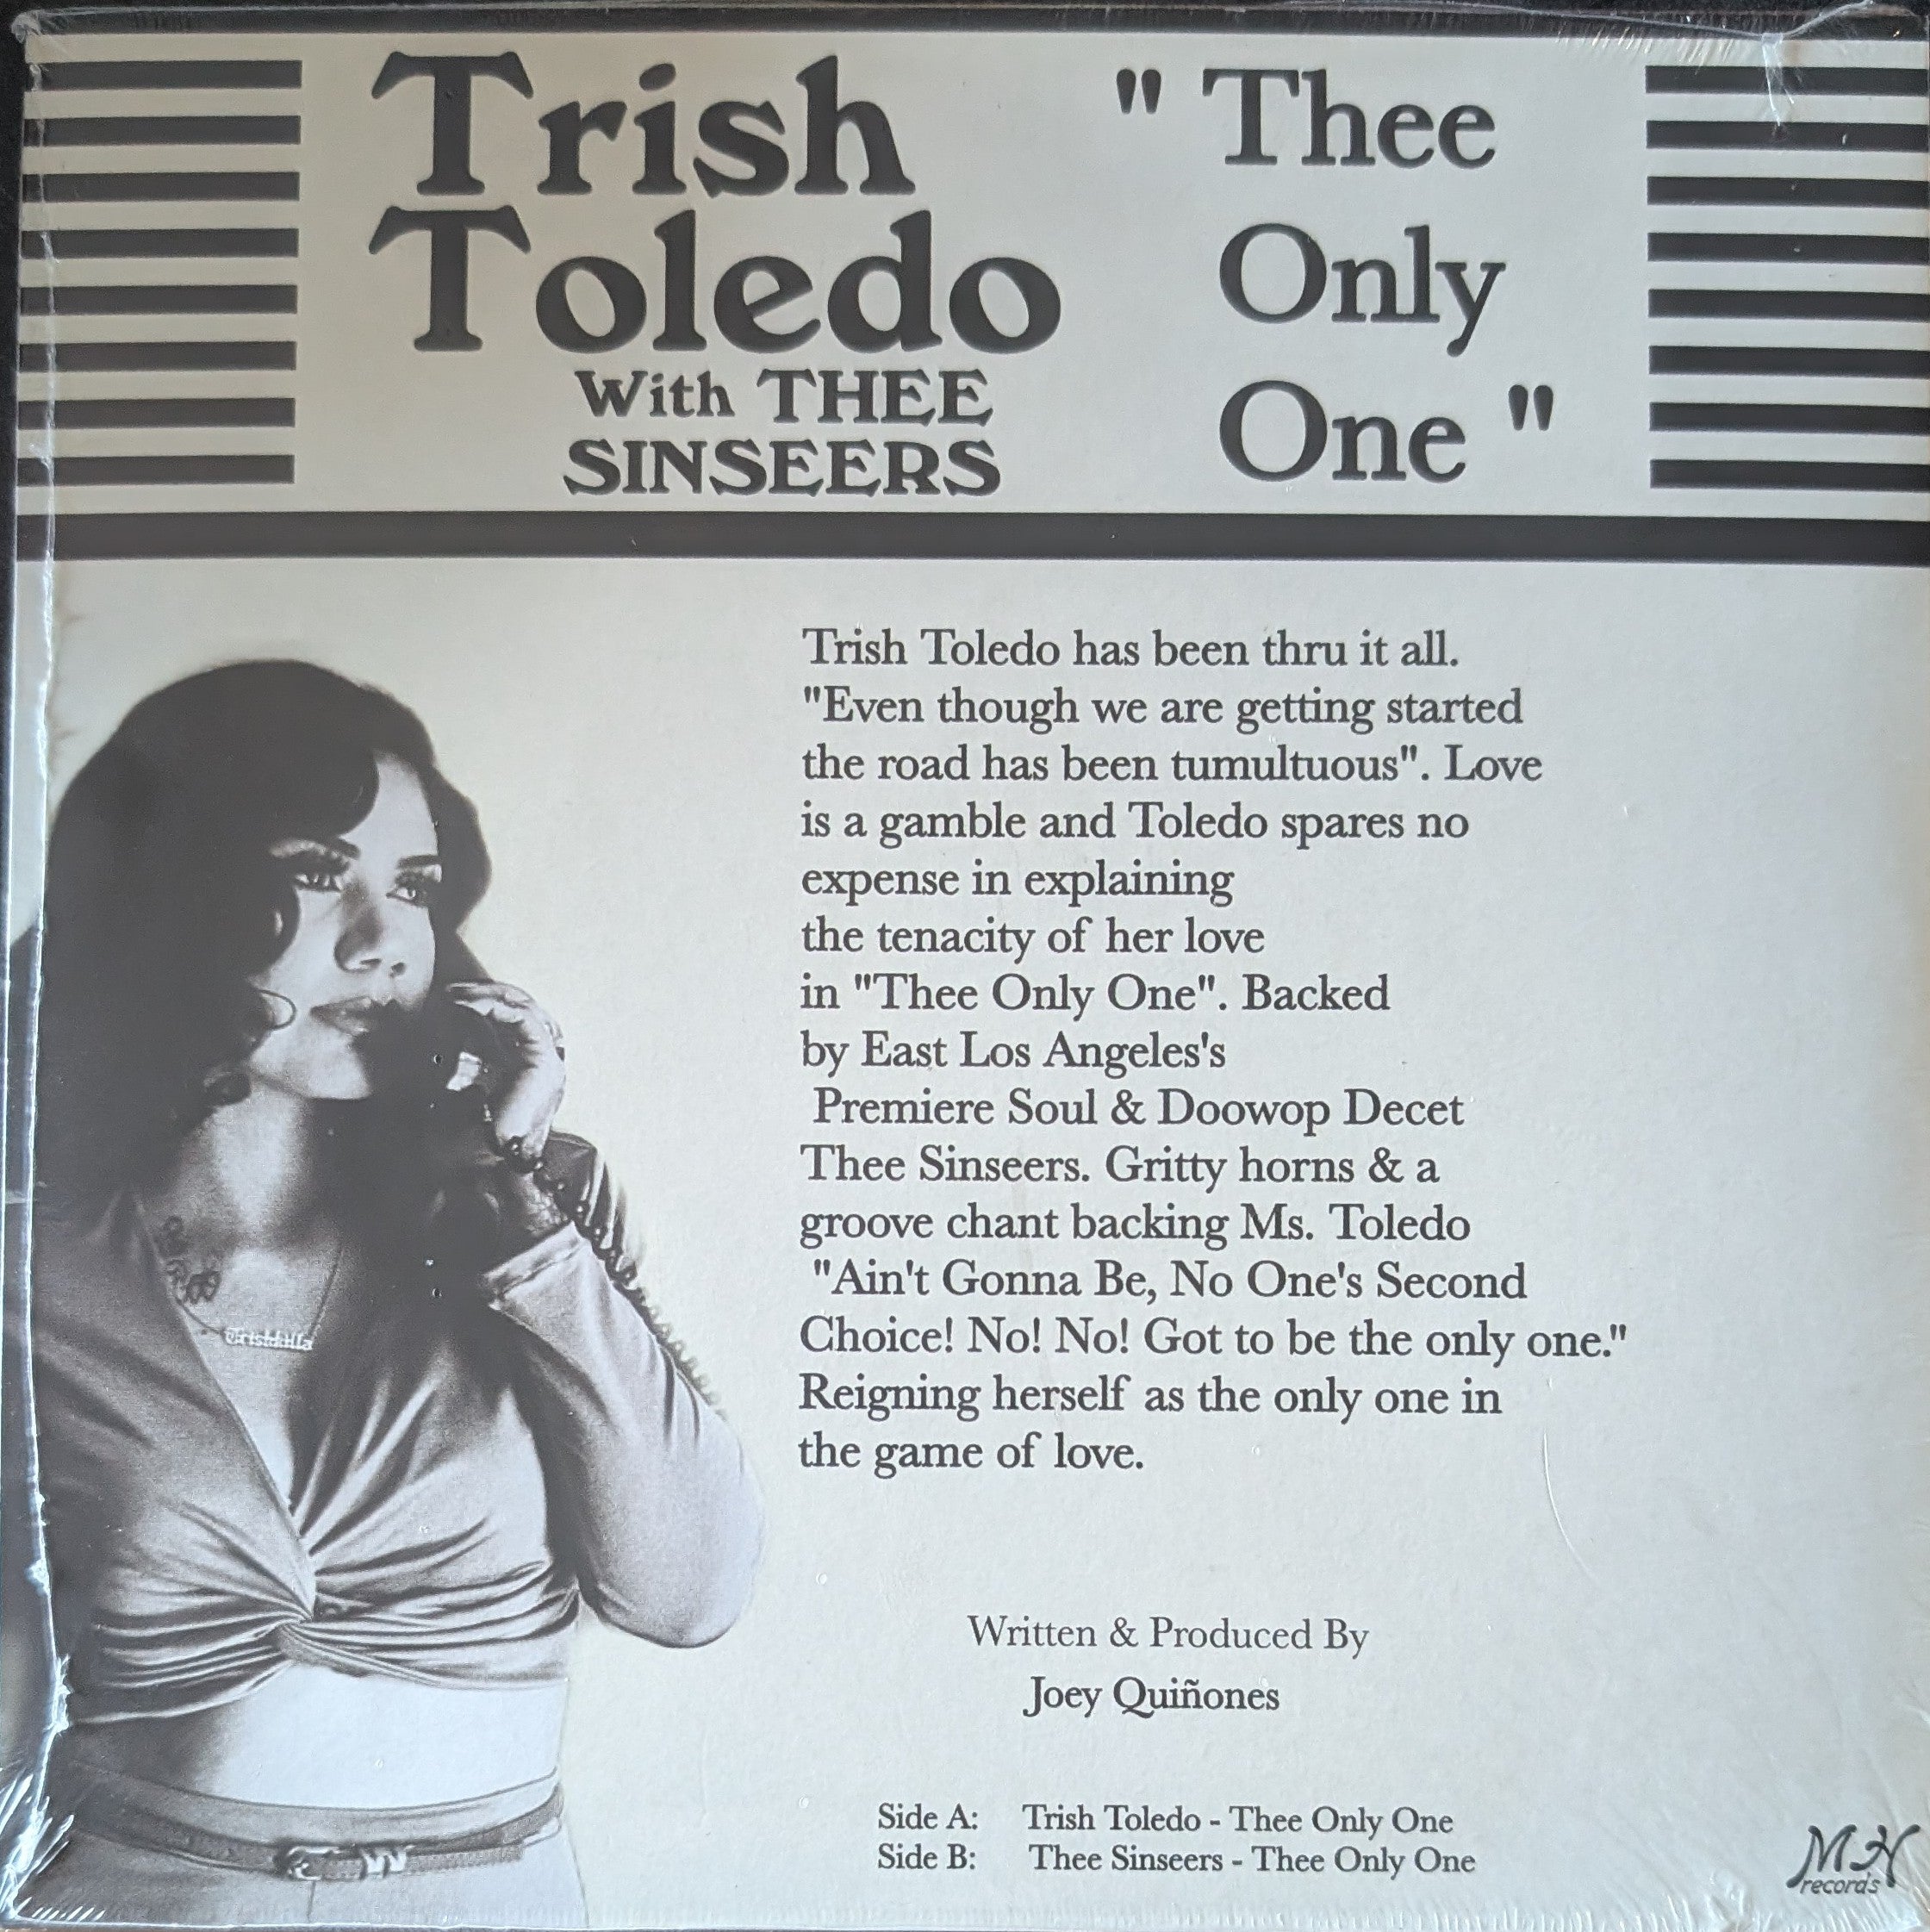 Trish
Toledo
With THEE
SINSEERS
" Thee
Only
One "
Trish Toledo has been thru it all.
"Even though we are getting started
the road has been tumultuous". Love
is a gamble and Toledo spares no
expense in explaining
the tenacity of her love
in "Thee Only One". Backed
by East Los Angeles's
Premiere Soul & Doowop Decet
Thee Sinseers. Gritty horns & a
groove chant backing Ms. Toledo
"Ain't Gonna Be, No One's Second
Choice! No! No! Got to be the only one."
Reigning herself as the only one in
the game of love.
Written & Produced By
Joey Quiñones
Side A: Trish Toledo - Thee Only One
Side B: Thee Sinseers - Thee Only One
MH
records